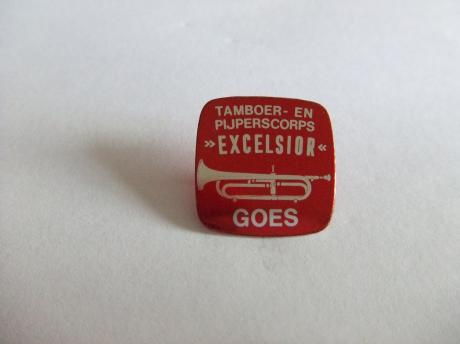 TAMBOER- EN
PIJPERSCORPS
»EXCELSIOR«
GOES